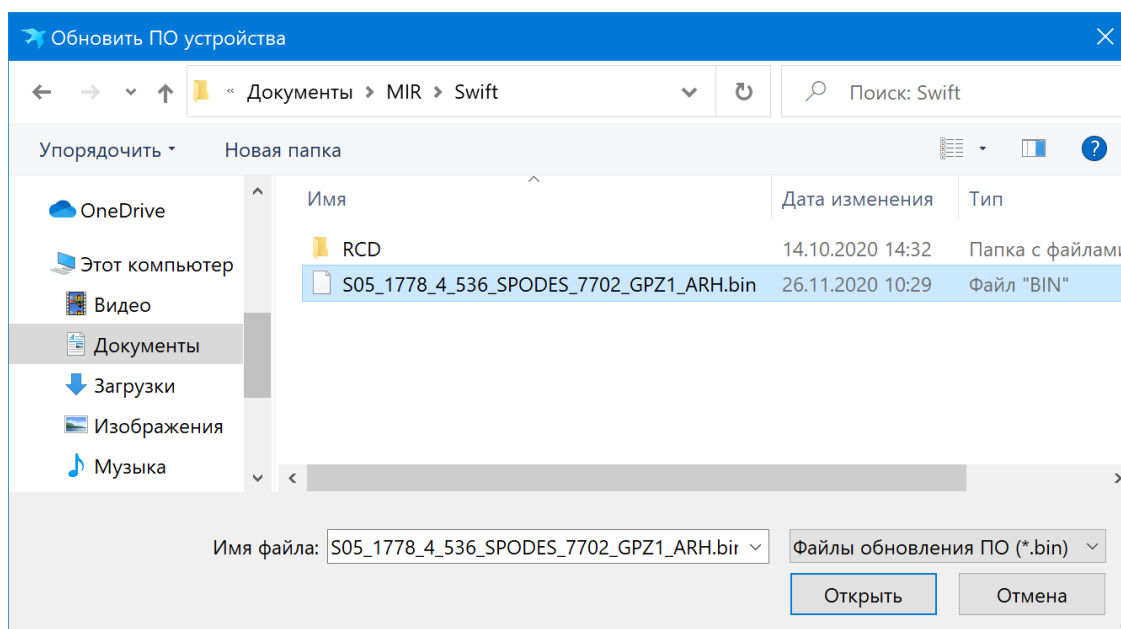 Обновить ПО устройства
« Документы > MIR > Swift
Поиск: Swift
Упорядочить
Новая папка
?
Имя
Дата изменения
Тип
OneDrive
Этот компьютер
Видео
Документы
Загрузки
Изображения
Музыка
RCD
14.10.2020 14:32
Папка с файлами
S05_1778_4_536_SPODES_7702_GPZ1_ARH.bin
26.11.2020 10:29
Файл "BIN"
Имя файла:
S05_1778_4_536_SPODES_7702_GPZ1_ARH.bin
Файлы обновления ПО (*.bin)
Открыть
Отмена